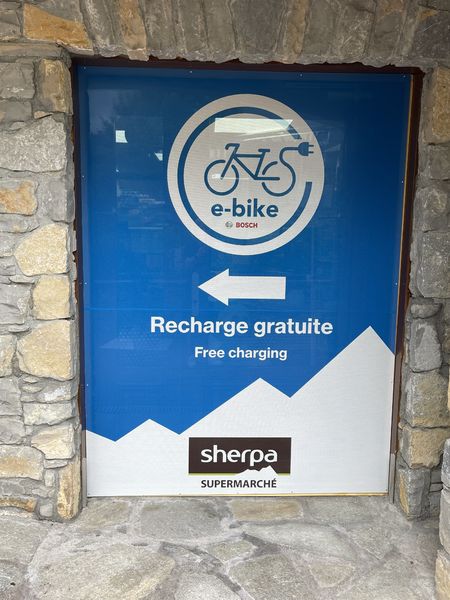 e-bike
BOSCH
Recharge gratuite
Free charging
sherpa
SUPERMARCHÉ